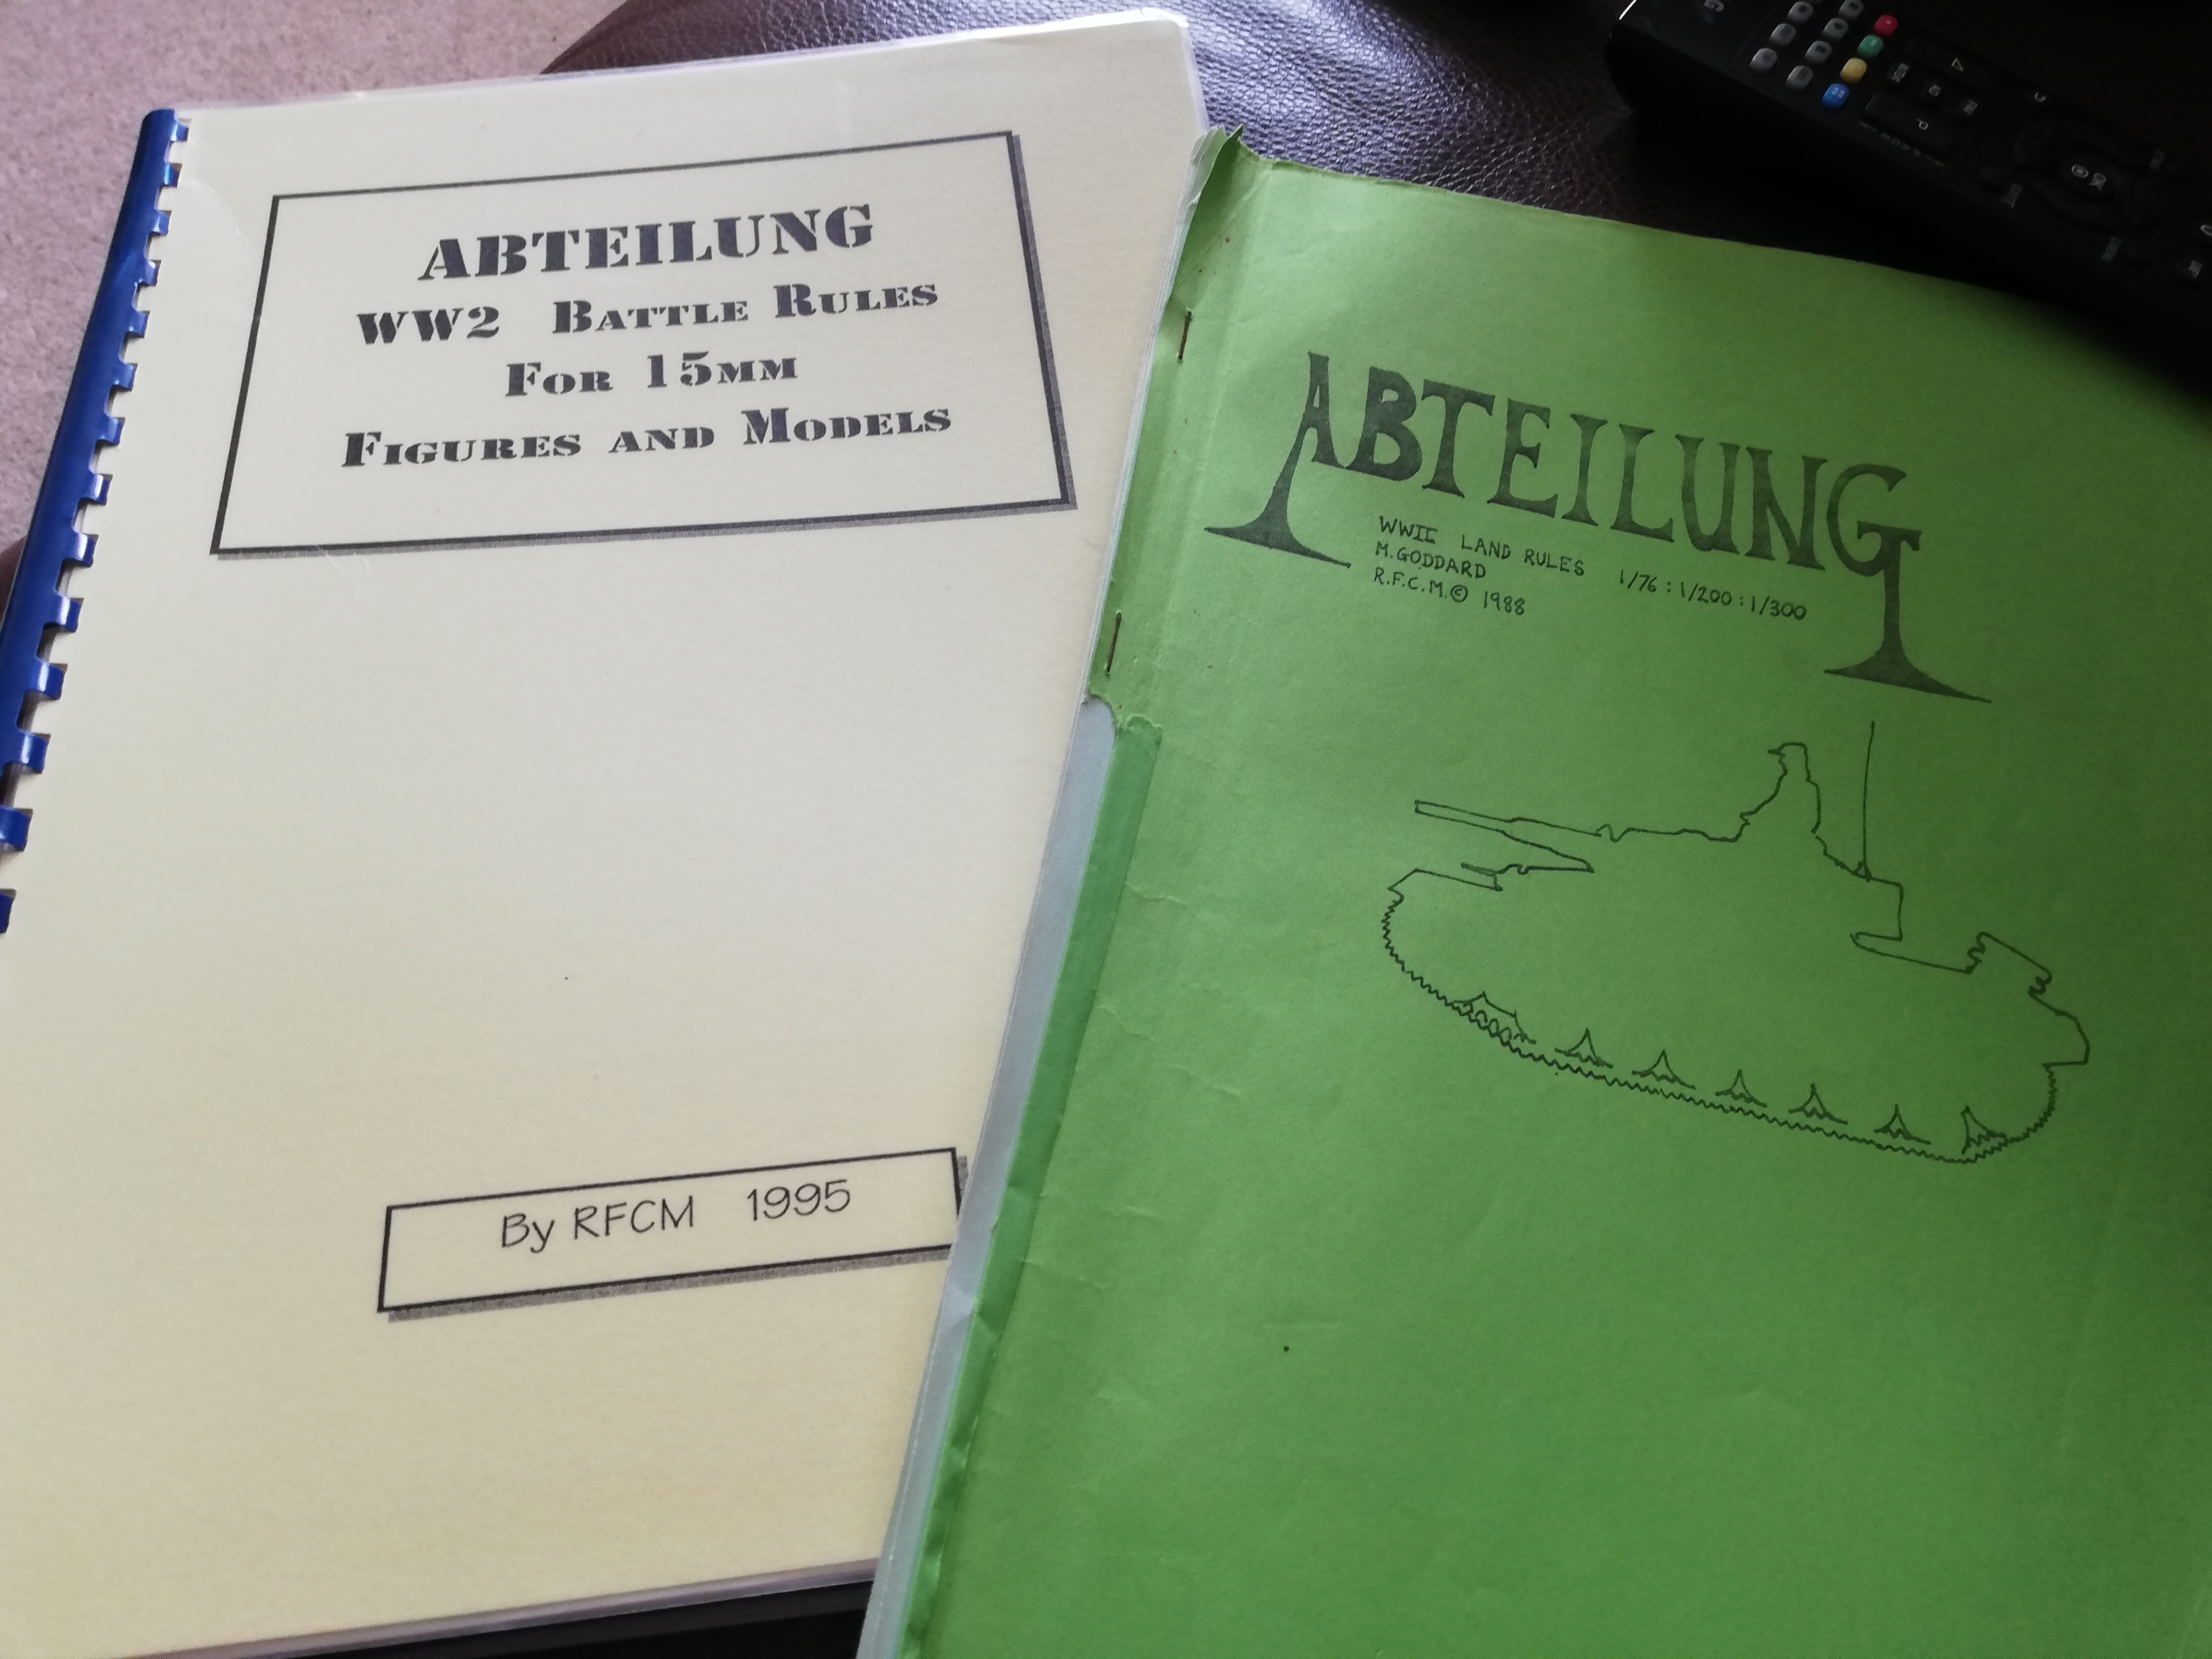 ABTEILUNG
WW2 BATTLE RULES
FOR 15MM
FIGURES AND MODELS
By RFCM 1995
ABTEILUNG
WWII LAND RULES 1/76 : 1/200 : 1/300
M. GODDARD
R.F.C.M. © 1988